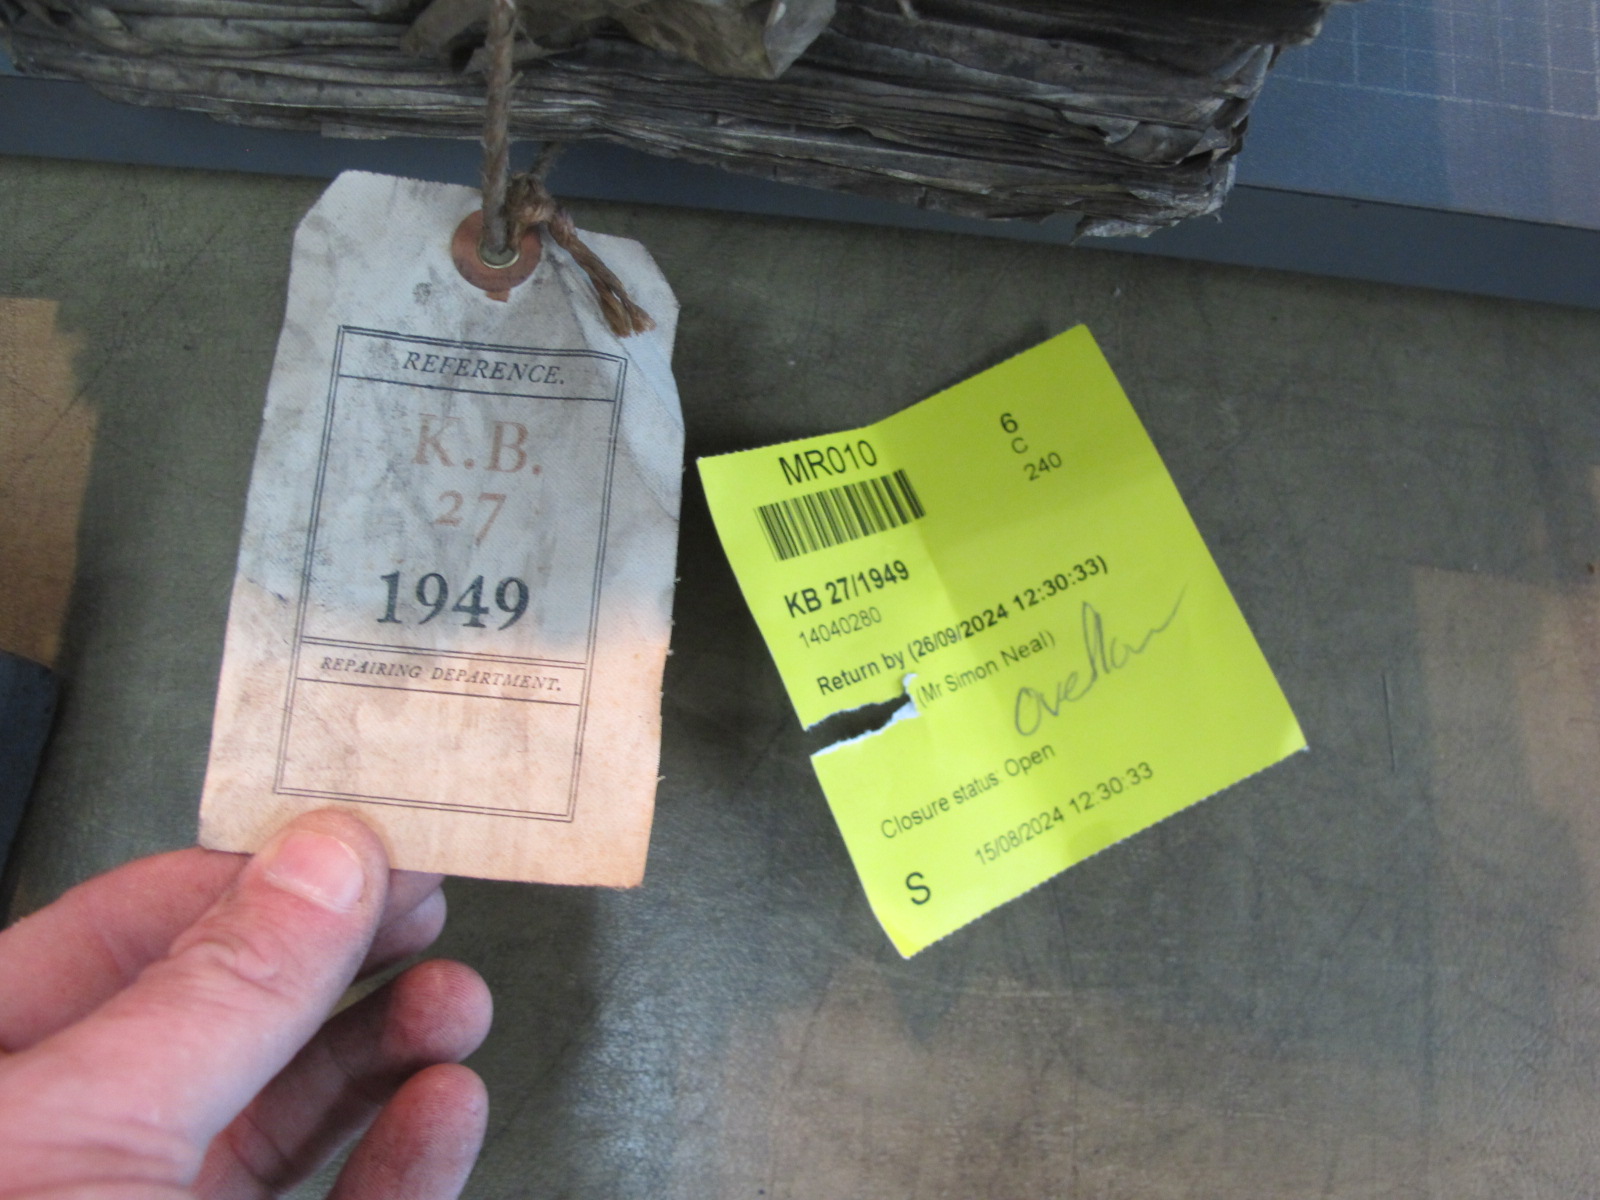 REFERENCE.
K.B.
27
1949
REPAIRING DEPARTMENT.
MR010
6
C
240
KB 27/1949
14040280
Return by (26/09/2024 12:30:33)
(Mr Simon Neal)
Closure status: Open
15/08/2024 12:30:33
S